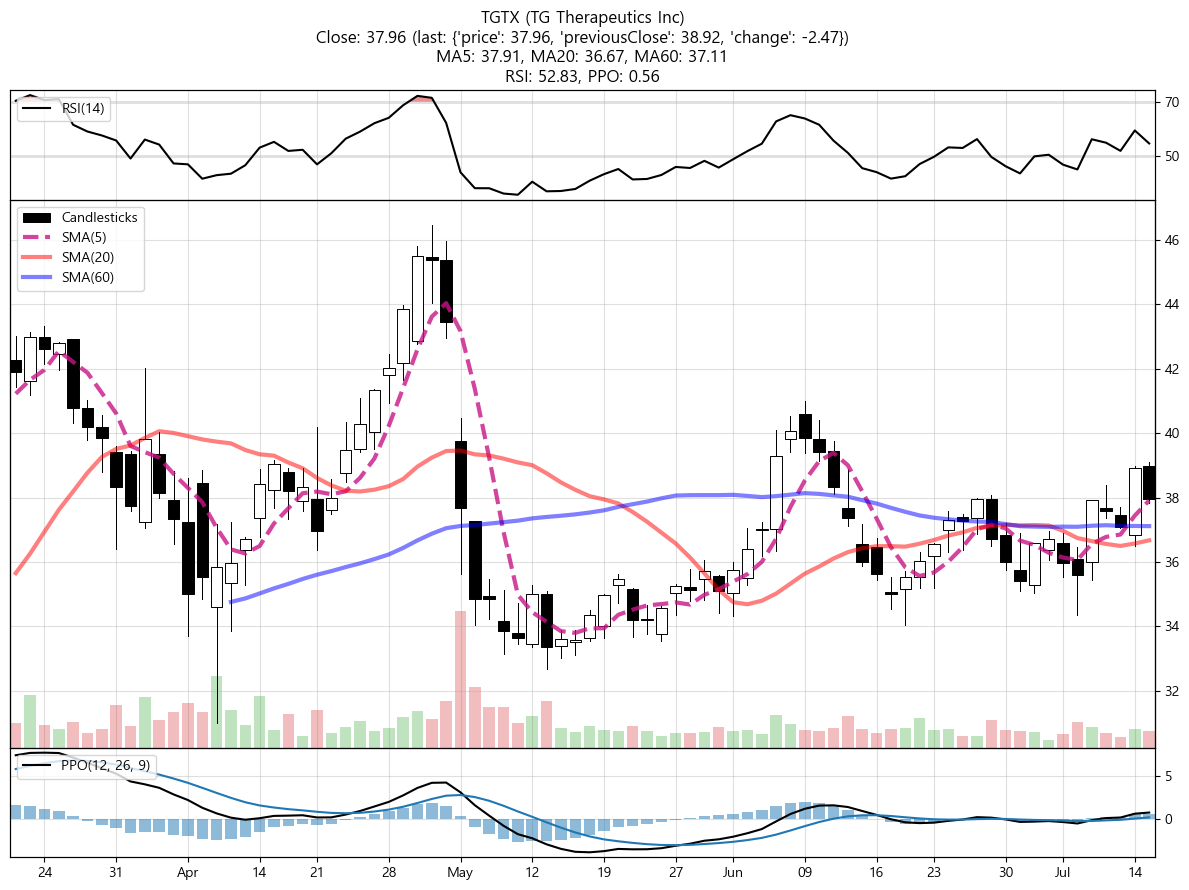 TGTX (TG Therapeutics Inc)
Close: 37.96 (last: {'price': 37.96, 'previousClose': 38.92, 'change': -2.47})
MA5: 37.91, MA20: 36.67, MA60: 37.11
RSI: 52.83, PPO: 0.56
RSI(14)
70
50
Candlesticks
SMA(5)
SMA(20)
SMA(60)
46
44
42
40
38
36
34
32
PPO(12, 26, 9)
5
0
24 31 Apr 14 21 28 May 12 19 27 Jun 09 16 23 30 Jul 14